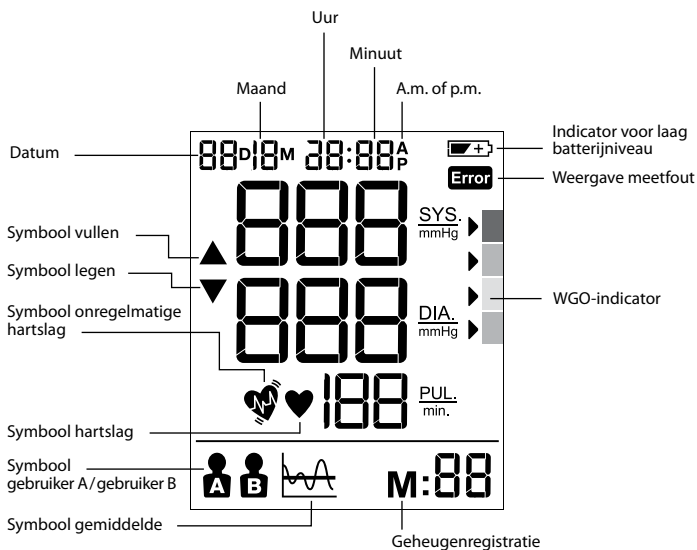 Uur
Minuut
Maand
A.m. of p.m.
Datum
88D18M 28:88 A
P
Indicator voor laag
batterijniveau
Error
Weergave meetfout
888
SYS.
mmHg
Symbool vullen
Symbool legen
888
DIA.
mmHg
WGO-indicator
Symbool onregelmatige
hartslag
188
PUL.
min.
Symbool hartslag
Symbool
gebruiker A/gebruiker B
A B
M:88
Symbool gemiddelde
Geheugenregistratie